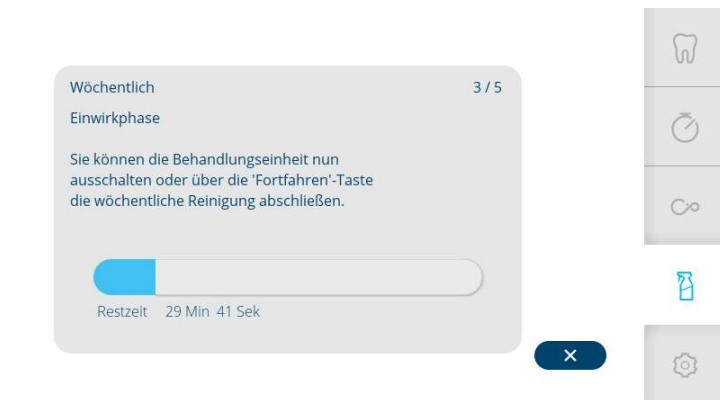 Wöchentlich 3 / 5
Einwirkphase
Sie können die Behandlungseinheit nun
ausschalten oder über die 'Fortfahren'-Taste
die wöchentliche Reinigung abschließen.
Restzeit 29 Min 41 Sek